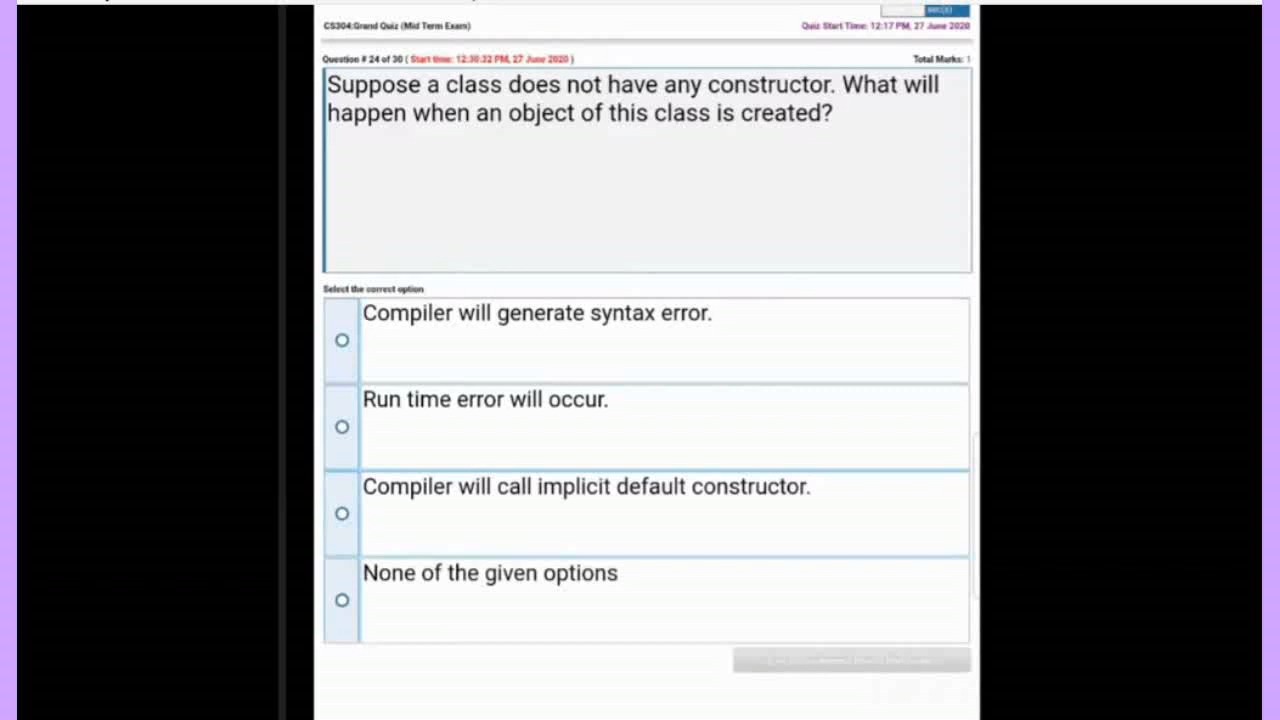 CS304:Grand Quiz (Mid Term Exam)
Quiz Start Time: 12:17 PM, 27 June 2020
Question # 24 of 30 ( Start time: 12:30:32 PM, 27 June 2020 )
Total Marks: 1
Suppose a class does not have any constructor. What will
happen when an object of this class is created?
Select the correct option
Compiler will generate syntax error.
Run time error will occur.
Compiler will call implicit default constructor.
None of the given options